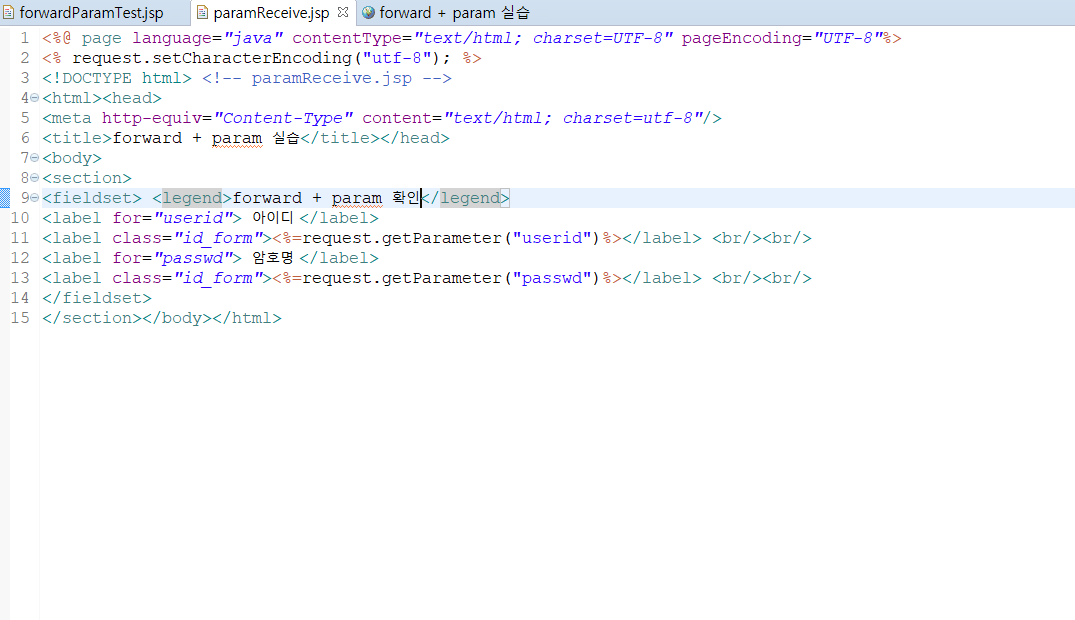 forwardParamTest.jsp paramReceive.jsp forward + param 실습
1 <%@ page language="java" contentType="text/html; charset=UTF-8" pageEncoding="UTF-8"%>
2 <% request.setCharacterEncoding("utf-8"); %>
3 <!DOCTYPE html> <!-- paramReceive.jsp -->
4 <html><head>
5 <meta http-equiv="Content-Type" content="text/html; charset=utf-8"/>
6 <title>forward + param 실습</title></head>
7 <body>
8 <section>
9 <fieldset> <legend>forward + param 확인</legend>
10 <label for="userid"> 아이디 </label>
11 <label class="id_form"><%=request.getParameter("userid")%></label> <br/><br/>
12 <label for="passwd"> 암호명 </label>
13 <label class="id_form"><%=request.getParameter("passwd")%></label> <br/><br/>
14 </fieldset>
15 </section></body></html>